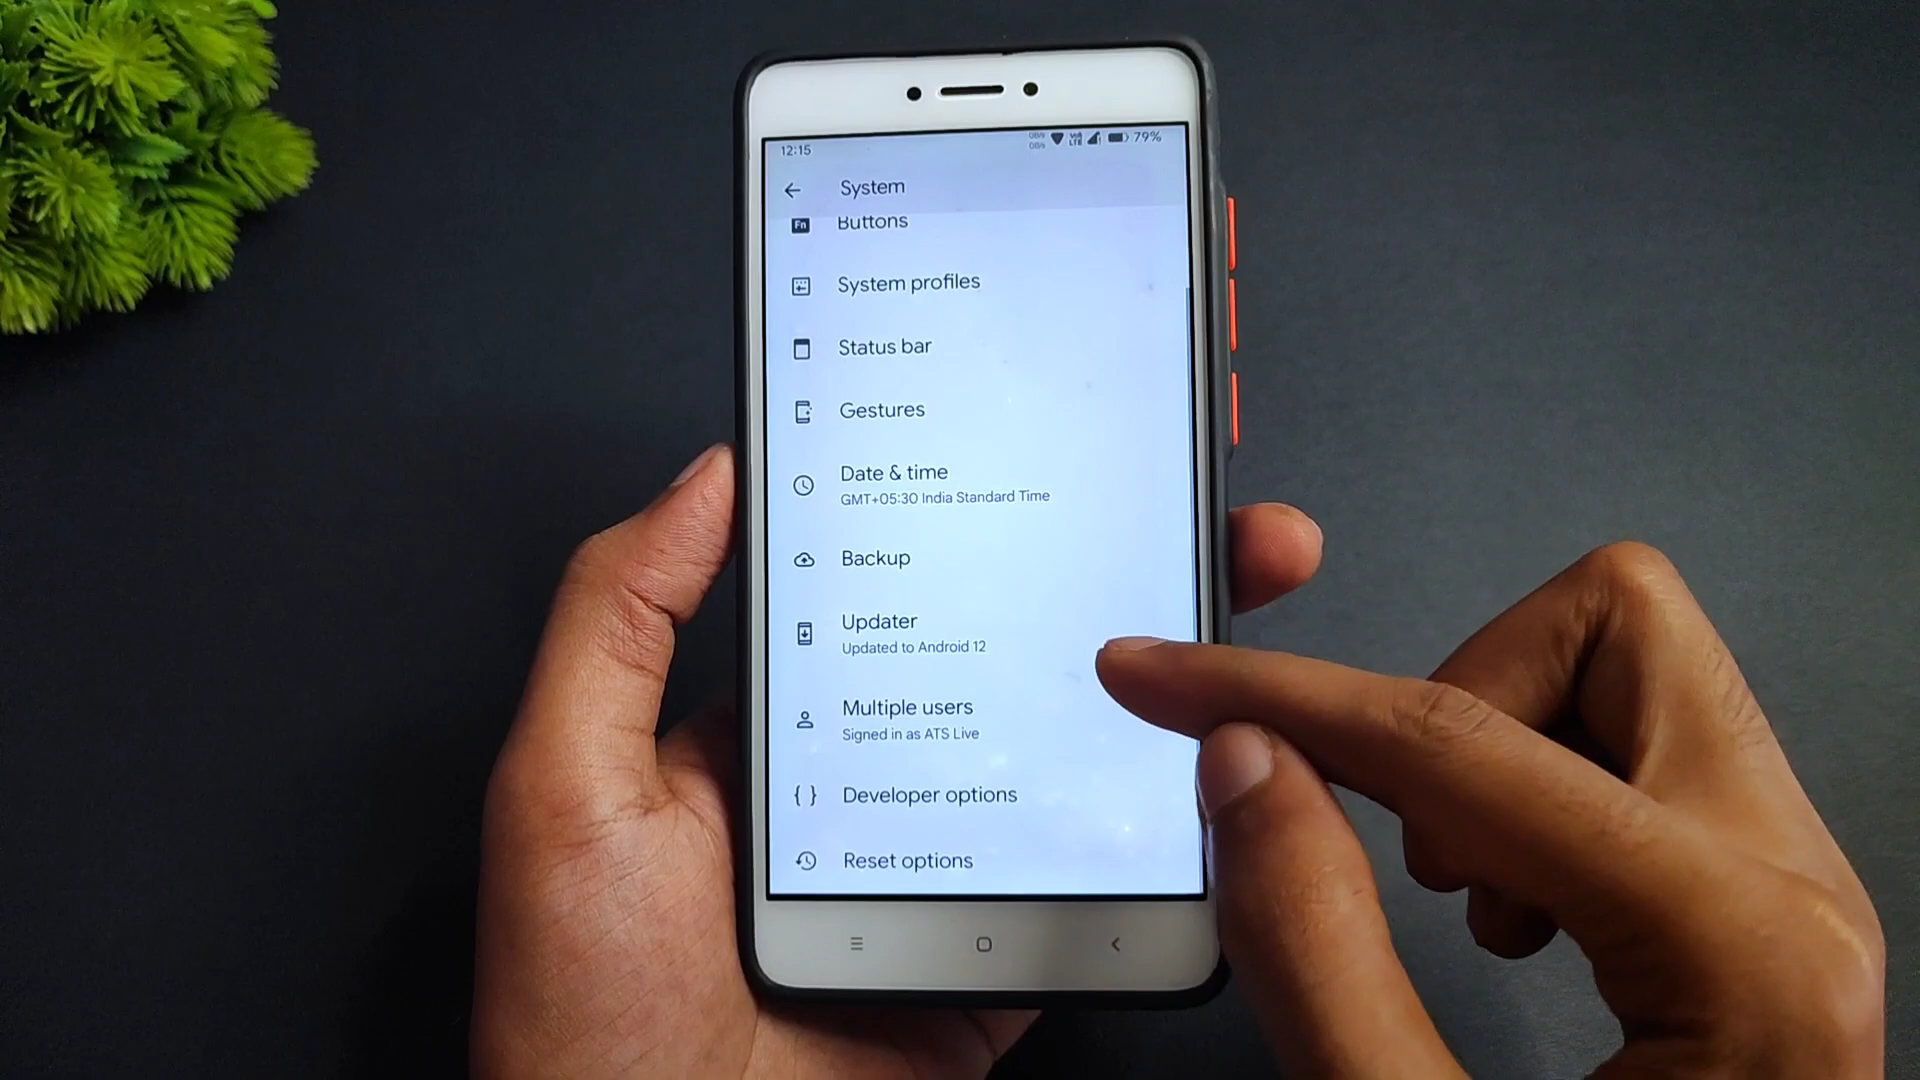 12:15
79%
System
Fn
Buttons
System profiles
Status bar
Gestures
Date & time
GMT+05:30 India Standard Time
Backup
Updater
Updated to Android 12
Multiple users
Signed in as ATS Live
{ } Developer options
Reset options